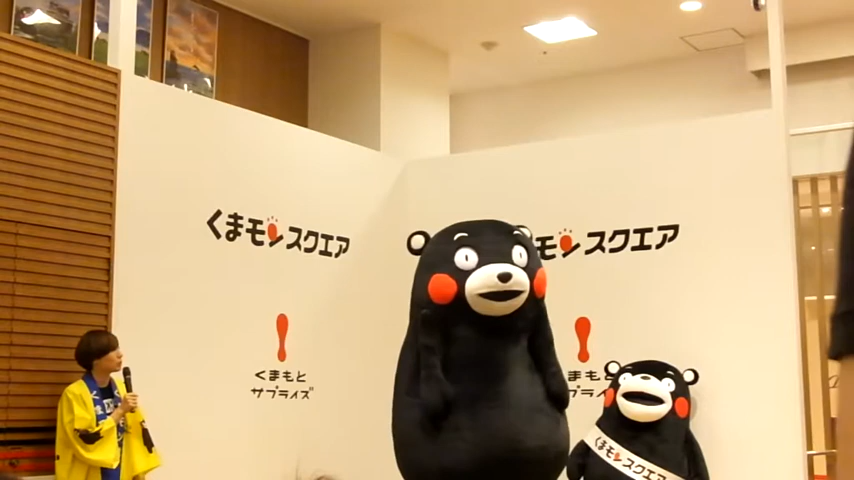 くまモンスクエア
くまもと
サプライズ
モンスクエア
まもと
プライズ
くまモンスクエア